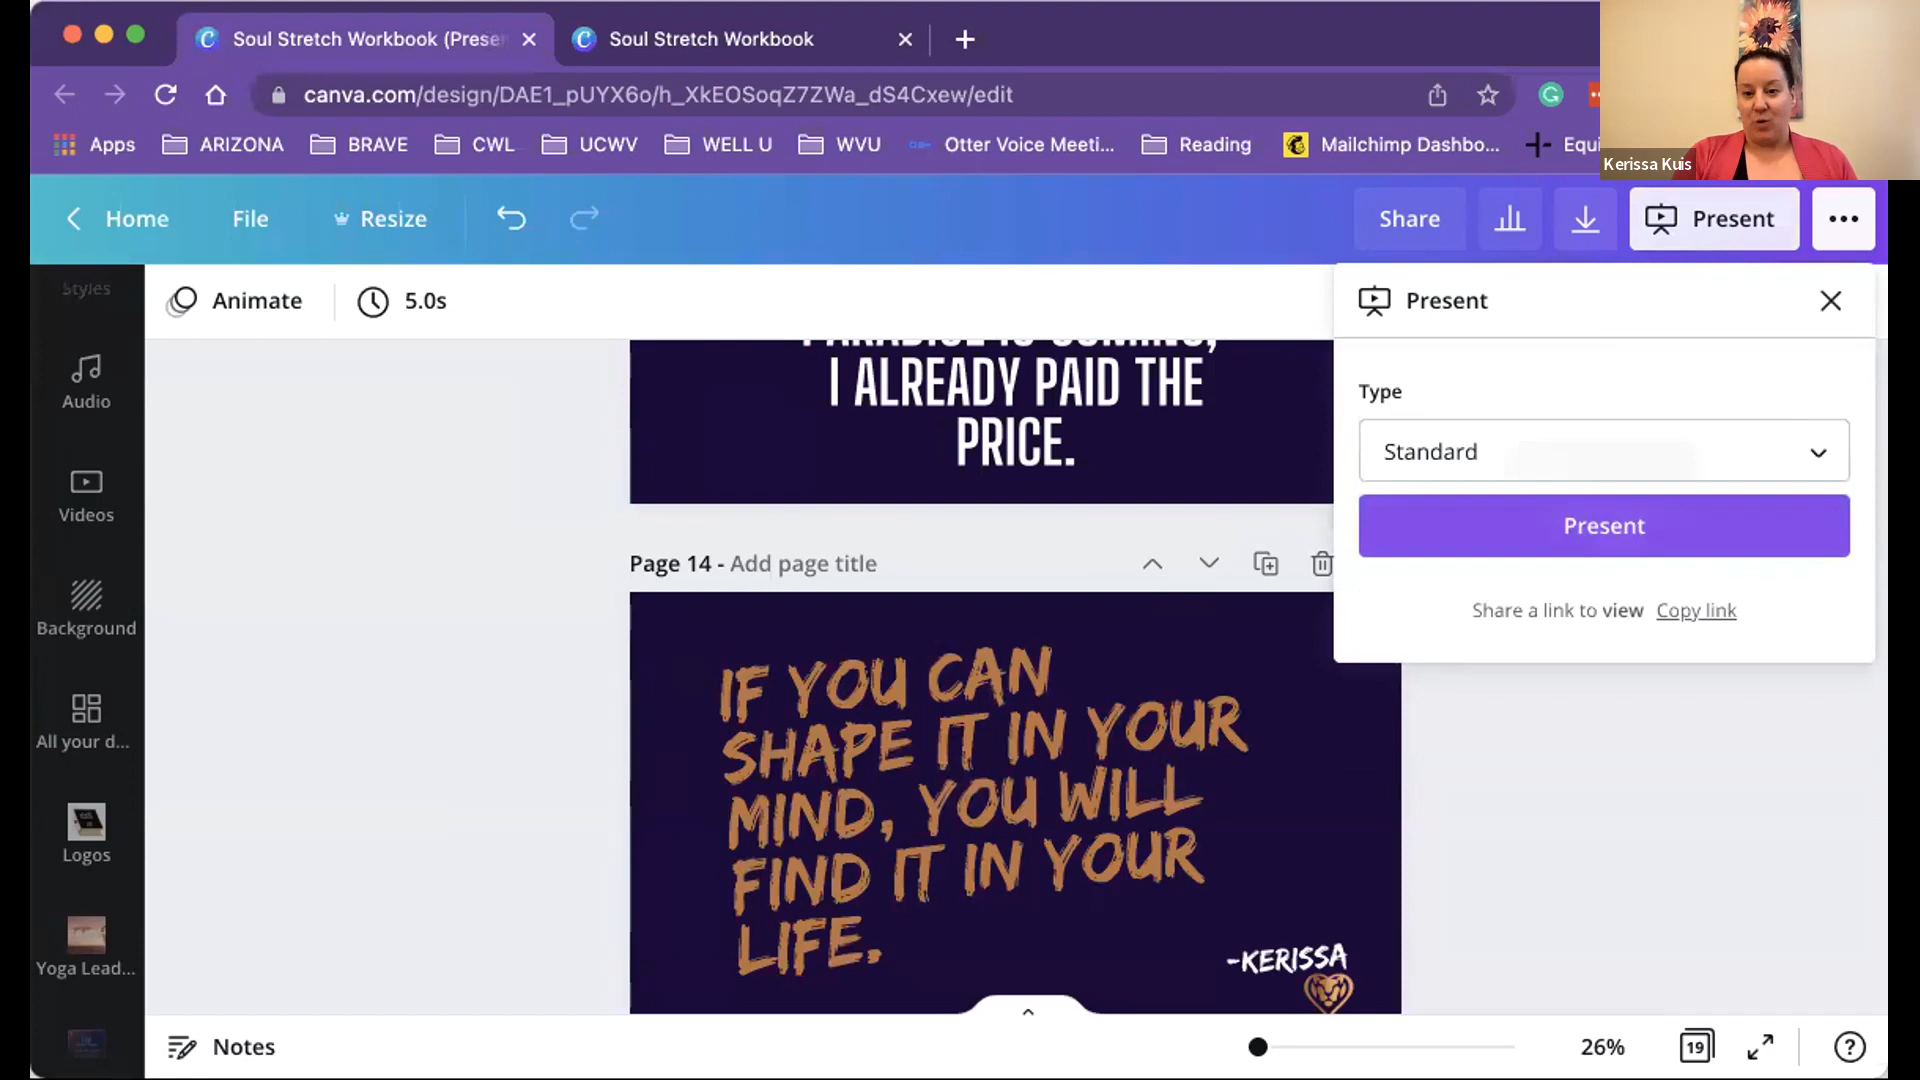 Soul Stretch Workbook (Prese
Soul Stretch Workbook
canva.com/design/DAE1_pUYX6o/h_XkEOSoqZ7ZWa_dS4Cxew/edit
Apps
ARIZONA
BRAVE
CWL
UCWV
WELL U
WVU
Otter Voice Meeti...
Reading
Mailchimp Dashbo...
Equi
Kerissa Kuis
Home
File
Resize
Share
Present
Styles
Animate
5.0s
Present
Audio
Videos
Background
All your d...
Logos
Yoga Lead...
PARADISE IS COMING,
I ALREADY PAID THE
PRICE.
Type
Standard
Present
Share a link to view Copy link
Page 14 - Add page title
IF YOU CAN
SHAPE IT IN YOUR
MIND, YOU WILL
FIND IT IN YOUR
LIFE.
-KERISSA
Notes
26%
19
?